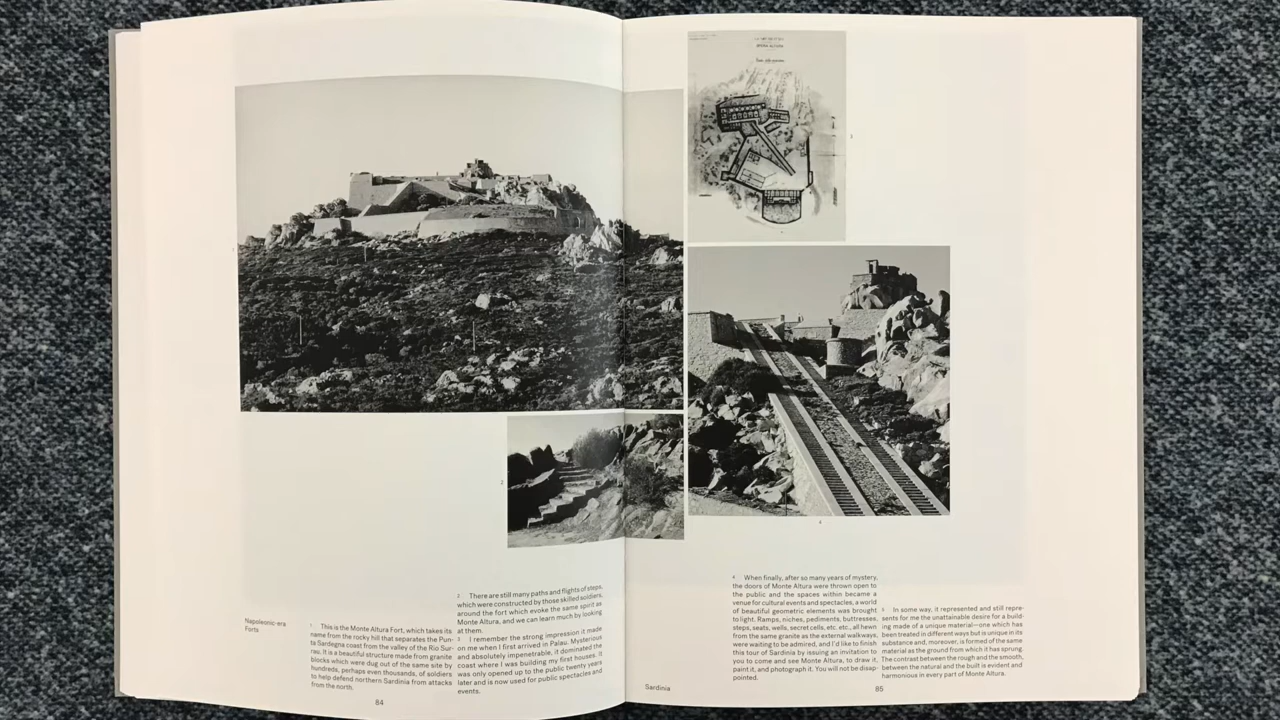 Napoleonic-era
Forts
1 This is the Monte Altura Fort, which takes its
name from the rocky hill that separates the Pun-
ta Sardegna coast from the valley of the Rio Sur-
rau. It is a beautiful structure made from granite
blocks which were dug out of the same site by
hundreds, perhaps even thousands, of soldiers
to help defend northern Sardinia from attacks
from the north.
2 There are still many paths and flights of steps,
which were constructed by those skilled soldiers,
around the fort which evoke the same spirit as
Monte Altura, and we can learn much by looking
at them.
3 I remember the strong impression it made
on me when I first arrived in Palau. Mysterious
and absolutely impenetrable, it dominated the
coast where I was building my first houses. It
was only opened up to the public twenty years
later and is now used for public spectacles and
events.
84
2
3
4
4 When finally, after so many years of mystery,
the doors of Monte Altura were thrown open to
the public and the spaces within became a
venue for cultural events and spectacles, a world
of beautiful geometric elements was brought
to light. Ramps, niches, pediments, buttresses,
steps, seats, wells, secret cells, etc. etc., all hewn
from the same granite as the external walkways,
were waiting to be admired, and I'd like to finish
this tour of Sardinia by issuing an invitation to
you to come and see Monte Altura, to draw it,
paint it, and photograph it. You will not be disap-
pointed.
In some way, it represented and still repre-
sents for me the unattainable desire for a build-
ing made of a unique material—one which has
been treated in different ways but is unique in its
substance and, moreover, is formed of the same
material as the ground from which it has sprung.
The contrast between the rough and the smooth,
between the natural and the built is evident and
harmonious in every part of Monte Altura.
Sardinia
85